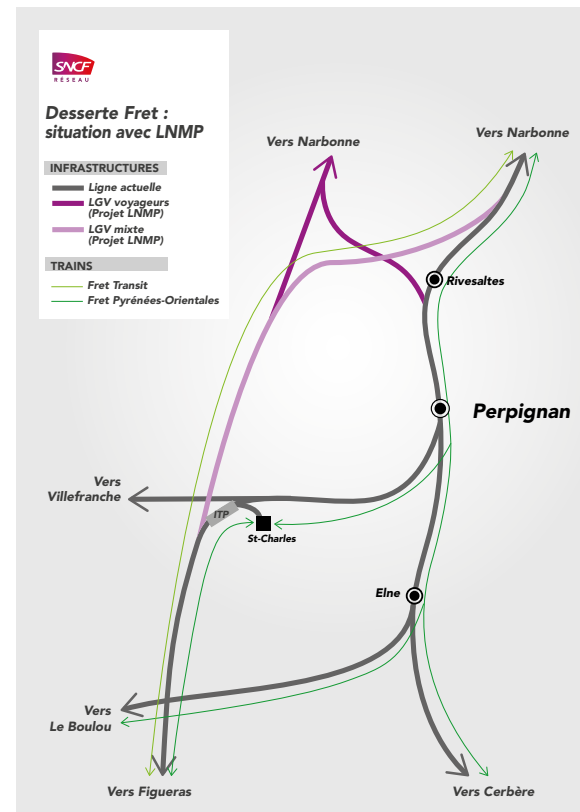 SNCF
RÉSEAU
Desserte Fret :
situation avec LNMP
INFRASTRUCTURES
Ligne actuelle
LGV voyageurs
(Projet LNMP)
LGV mixte
(Projet LNMP)
TRAINS
Fret Transit
Fret Pyrénées-Orientales
Vers Narbonne
Vers Narbonne
Rivesaltes
Perpignan
Vers
Villefranche
ITP
St-Charles
Elne
Vers
Le Boulou
Vers Figueras
Vers Cerbère